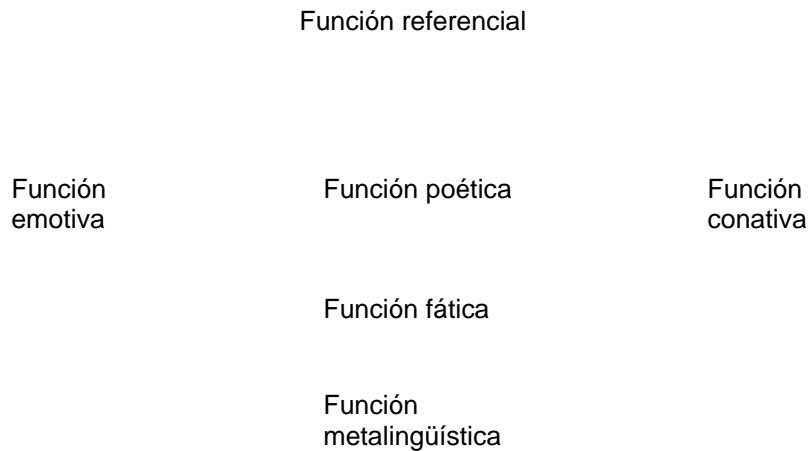 Función referencial
Función
emotiva
Función poética
Función
conativa
Función fática
Función
metalingüística